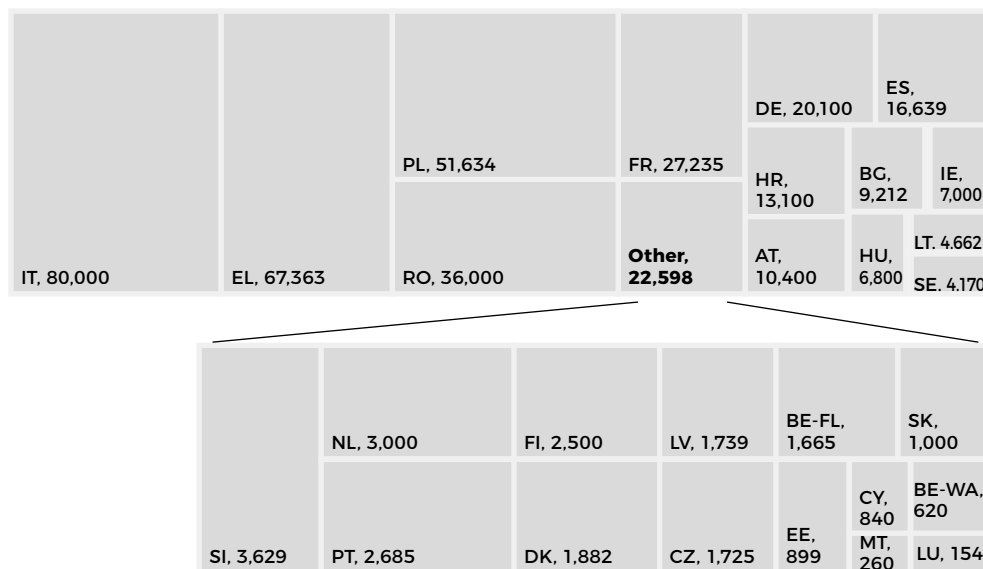 IT, 80,000
EL, 67,363
PL, 51,634
RO, 36,000
FR, 27,235
Other,
22,598
DE, 20,100
ES,
16,639
HR,
13,100
BG,
9,212
IE,
7,000
AT,
10,400
HU,
6,800
LT. 4.662
SE. 4.170
SI, 3,629
NL, 3,000
PT, 2,685
FI, 2,500
DK, 1,882
LV, 1,739
CZ, 1,725
BE-FL,
1,665
SK,
1,000
EE,
899
CY,
840
BE-WA,
620
MT,
260
LU, 154